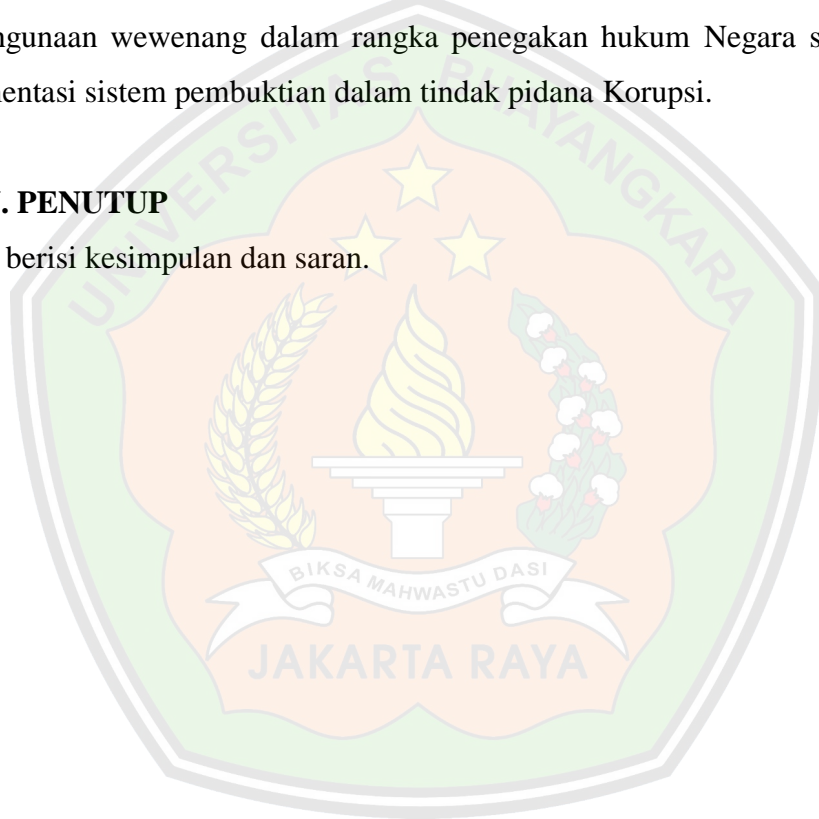 ngunaan wewenang dalam rangka penegakan hukum Negara s
nentasi sistem pembuktian dalam tindak pidana Korupsi.
. PENUTUP
berisi kesimpulan dan saran.
UNIVERSITAS BHAYANGKARA
BIKSA MAHWASTU DASI
JAKARTA RAYA